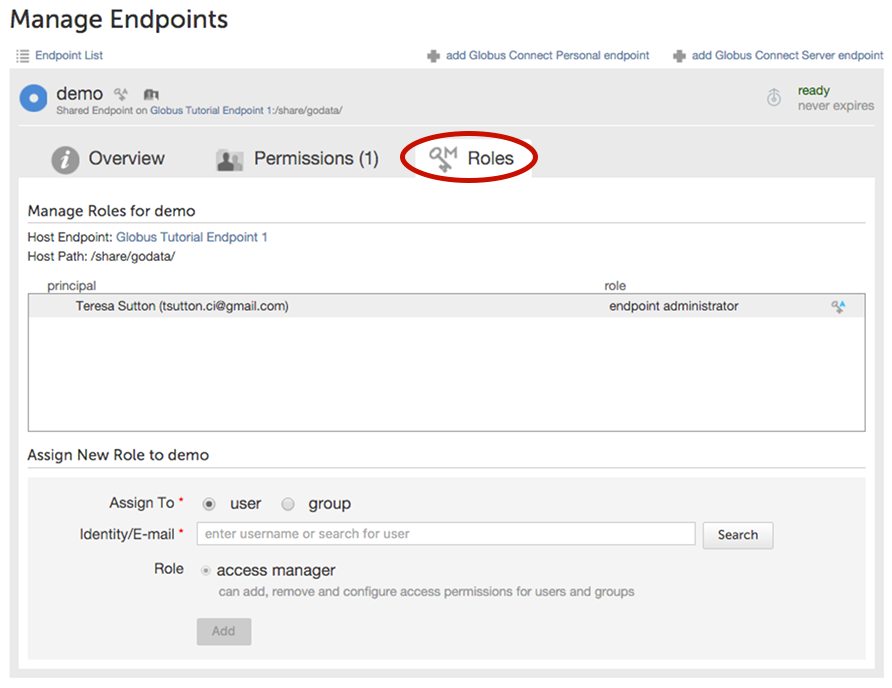 Manage Endpoints
Endpoint List
add Globus Connect Personal endpoint
add Globus Connect Server endpoint
demo
ready
Shared Endpoint on Globus Tutorial Endpoint 1:/share/godata/
never expires
Overview
Permissions (1)
Roles
Manage Roles for demo
Host Endpoint: Globus Tutorial Endpoint 1
Host Path: /share/godata/
principal
role
Teresa Sutton (tsutton.ci@gmail.com)
endpoint administrator
Assign New Role to demo
Assign To *
user
group
Identity/E-mail *
enter username or search for user
Search
Role
access manager
can add, remove and configure access permissions for users and groups
Add